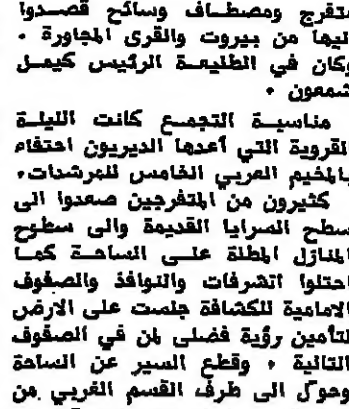 متفرج ومصطاف وسائح قصدوا
اليها من بيروت والقرى المجاورة .
وكان في الطليعة الرئيس كميل
شمعون .
مناسبة التجمع كانت الليلة
القروية التي أعدها الديريون احتفاء
بالمخيم العربي الخامس للمرشدات .
كثيرون من المتفرجين صعدوا الى
سطح السرايا القديمة والى سطوح
المنازل المطلة على الساحة كما
احتلوا الشرفات والنوافذ والصفوف
الامامية للكشافة جلست على الارض
لتأمين رؤية فضلى لمن في الصفوف
الثانية . وقطع السير عن الساحة
وحول الى طرف القسم الغربي من